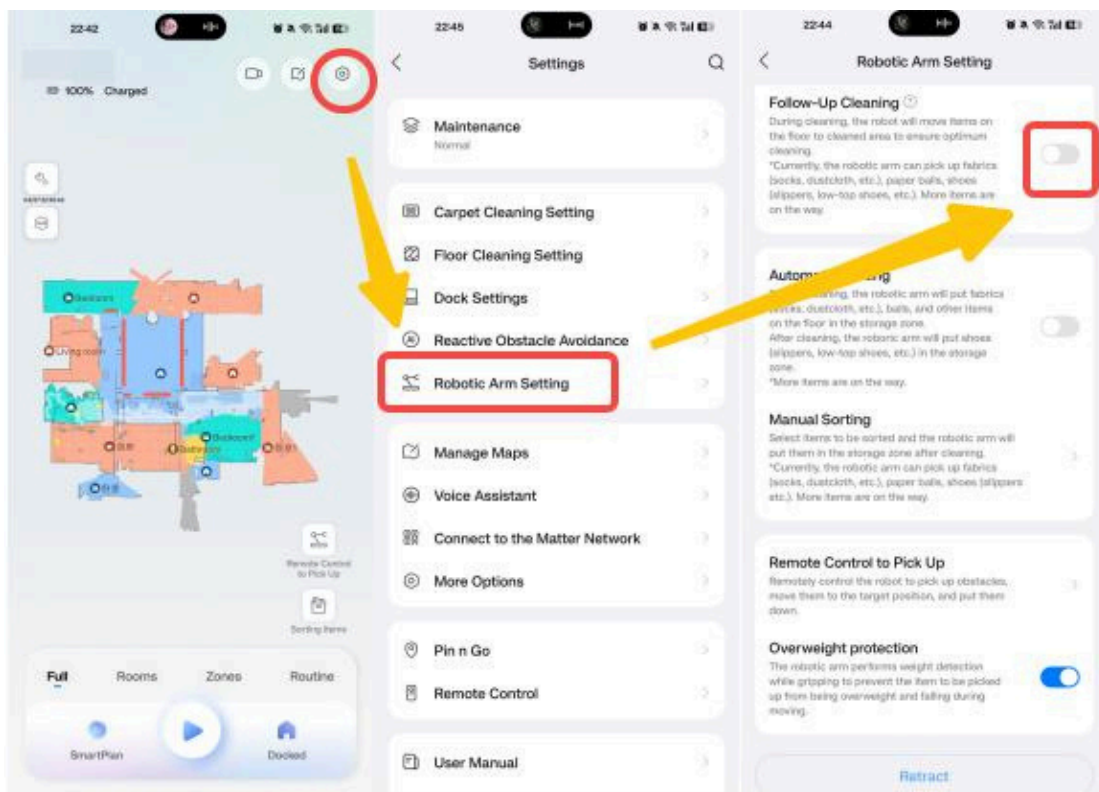 22:42
100% Charged
Bedroom
Living room
Bedroom
Bathroom
Remote Control
to Pick Up
Sorting Items
Full
Rooms
Zones
Routine
SmartPlan
Docked
22:45
Settings
Maintenance
Normal
Carpet Cleaning Setting
Floor Cleaning Setting
Dock Settings
Reactive Obstacle Avoidance
Robotic Arm Setting
Manage Maps
Voice Assistant
Connect to the Matter Network
More Options
Pin n Go
Remote Control
User Manual
22:44
Robotic Arm Setting
Follow-Up Cleaning
During cleaning, the robot will move items on
the floor to cleaned area to ensure optimum
cleaning.
*Currently, the robotic arm can pick up fabrics
(socks, dustcloth, etc.), paper balls, shoes
(slippers, low-top shoes, etc.). More items are
on the way.
cleaning, the robotic arm will put fabrics
(socks, dustcloth, etc.), balls, and other items
on the floor in the storage zone.
After cleaning, the robotic arm will put shoes
(slippers, low-top shoes, etc.) in the storage
zone.
*More items are on the way.
Manual Sorting
Select items to be sorted and the robotic arm will
put them in the storage zone after cleaning.
*Currently, the robotic arm can pick up fabrics
(socks, dustcloth, etc.), paper balls, shoes (slippers
etc.). More items are on the way.
Remote Control to Pick Up
Remotely control the robot to pick up obstacles,
move them to the target position, and put them
down.
Overweight protection
The robotic arm performs weight detection
while gripping to prevent the item to be picked
up from being overweight and falling during
moving.
Retract